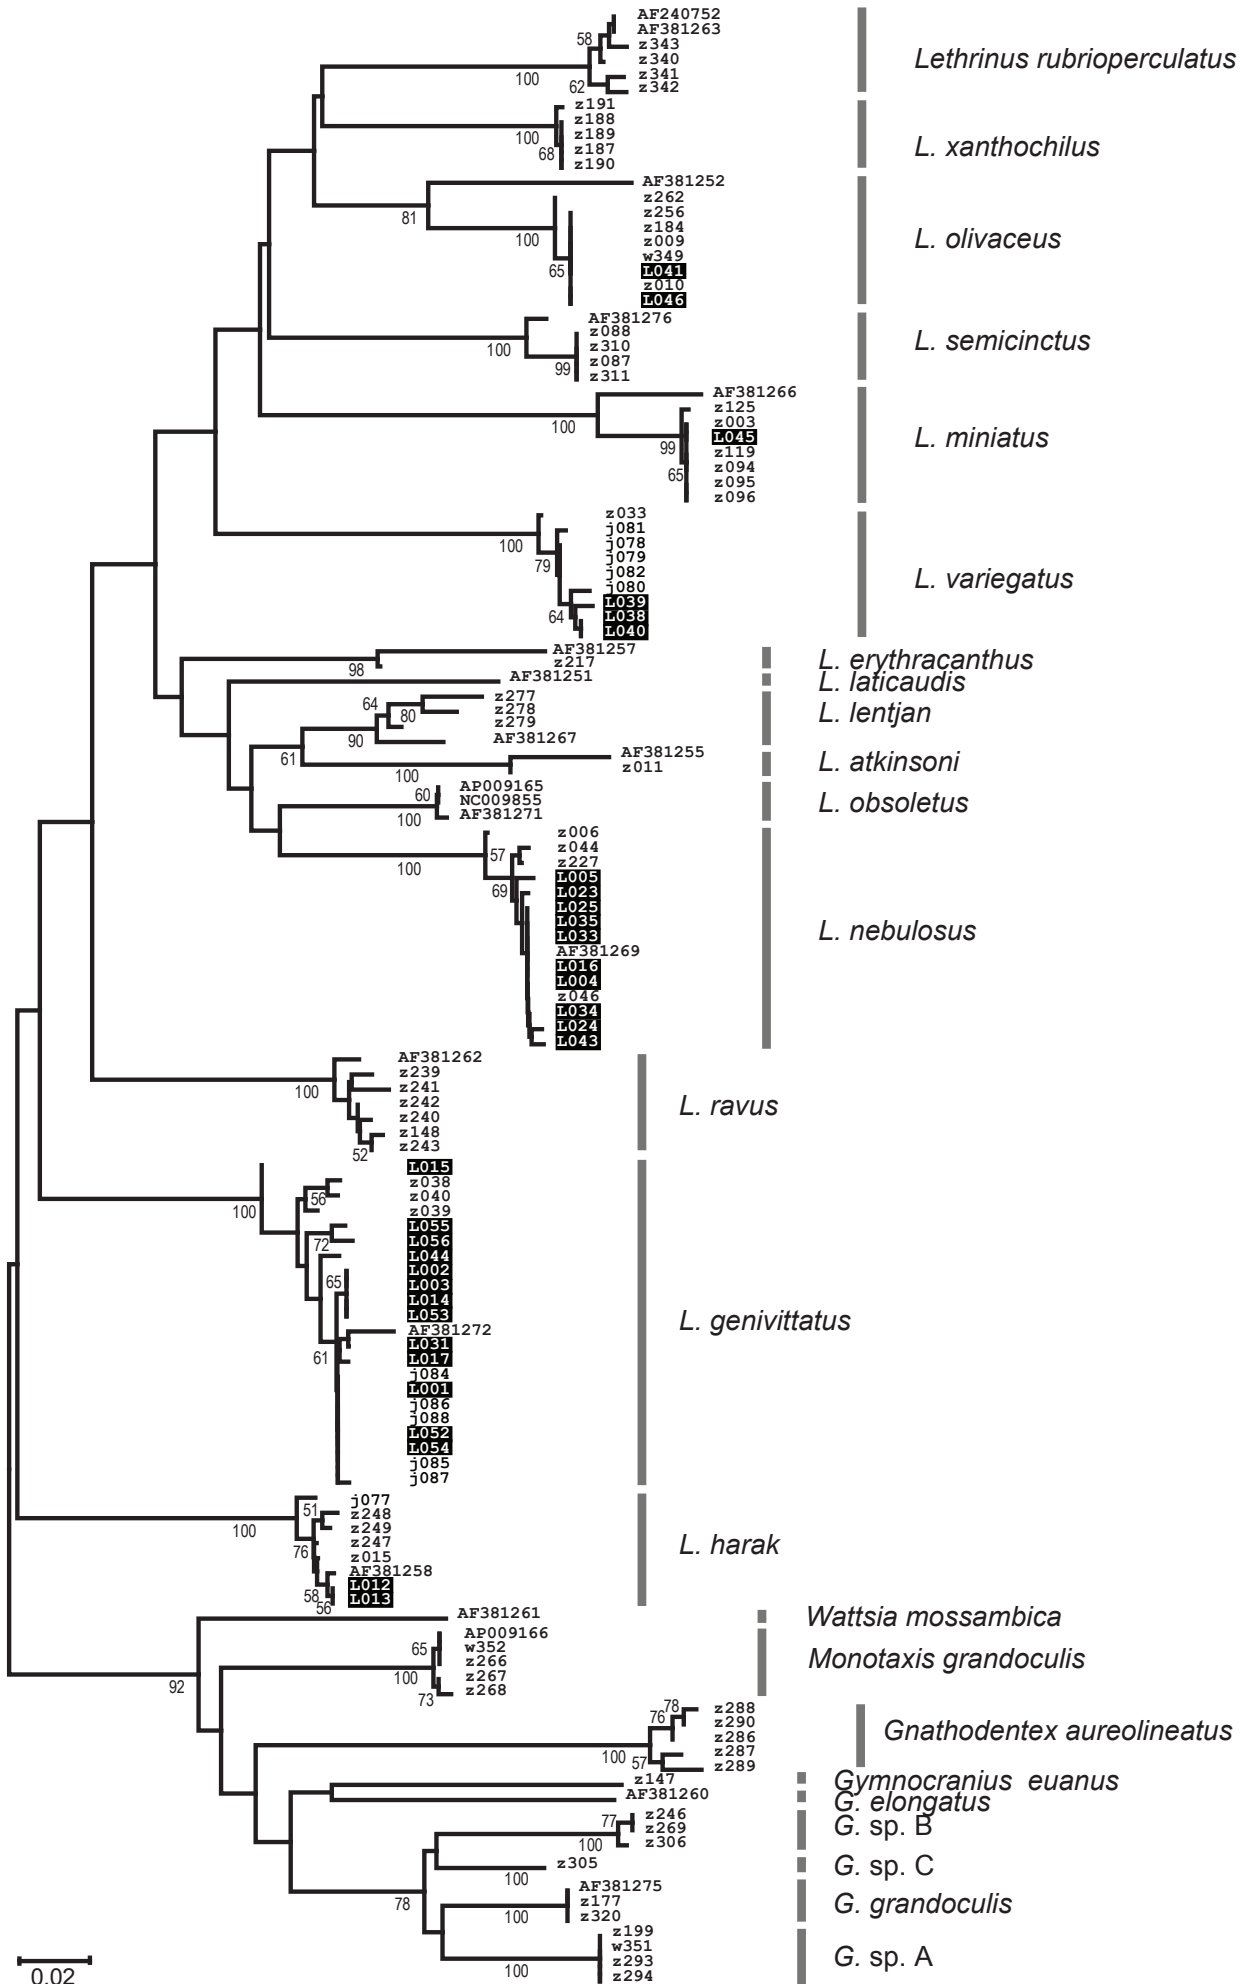 AF240752
AF381263
58
z343
z340
Lethrinus rubrioperculatus
z341
100
62
z342
z191
z188
100
z189
L. xanthochilus
68
z187
z190
AF381252
z262
81
z256
z184
100
z009
L. olivaceus
w349
65
L041
z010
L046
AF381276
z088
100
z310
L. semicinctus
99
z087
z311
AF381266
z125
100
z003
L045
L. miniatus
99
z119
65
z094
z095
z096
z033
j081
100
j078
79
j079
j082
L. variegatus
j080
L039
64
L038
L040
AF381257
98
z217
L. erythracanthus
AF381251
L. laticaudis
z277
64
80
z278
L. lentjan
z279
90
AF381267
61
AF381255
100
z011
L. atkinsoni
AP009165
60
NC009855
L. obsoletus
100
AF381271
z006
z044
57
z227
100
L005
69
L023
L025
L035
L033
L. nebulosus
AF381269
L016
L004
z046
L034
L024
L043
AF381262
z239
100
z241
z242
L. ravus
z240
z148
52
z243
L015
z038
56
z040
100
z039
L055
72
L056
L044
L002
65
L003
L014
L053
L. genivittatus
AF381272
L031
61
L017
j084
L001
j086
j088
L052
L054
j085
j087
j077
51
z248
100
z249
76
z247
L. harak
z015
AF381258
58
L012
56
L013
AF381261
Wattsia mossambica
AP009166
65
w352
z266
Monotaxis grandoculis
100
z267
92
73
z268
78
z288
76
z290
z286
Gnathodentex aureolineatus
100
57
z287
z289
z147
Gymnocranius euanus
AF381260
G. elongatus
z246
77
z269
G. sp. B
100
z306
z305
G. sp. C
100
AF381275
78
z177
G. grandoculis
100
z320
z199
w351
G. sp. A
z293
100
z294
0.02